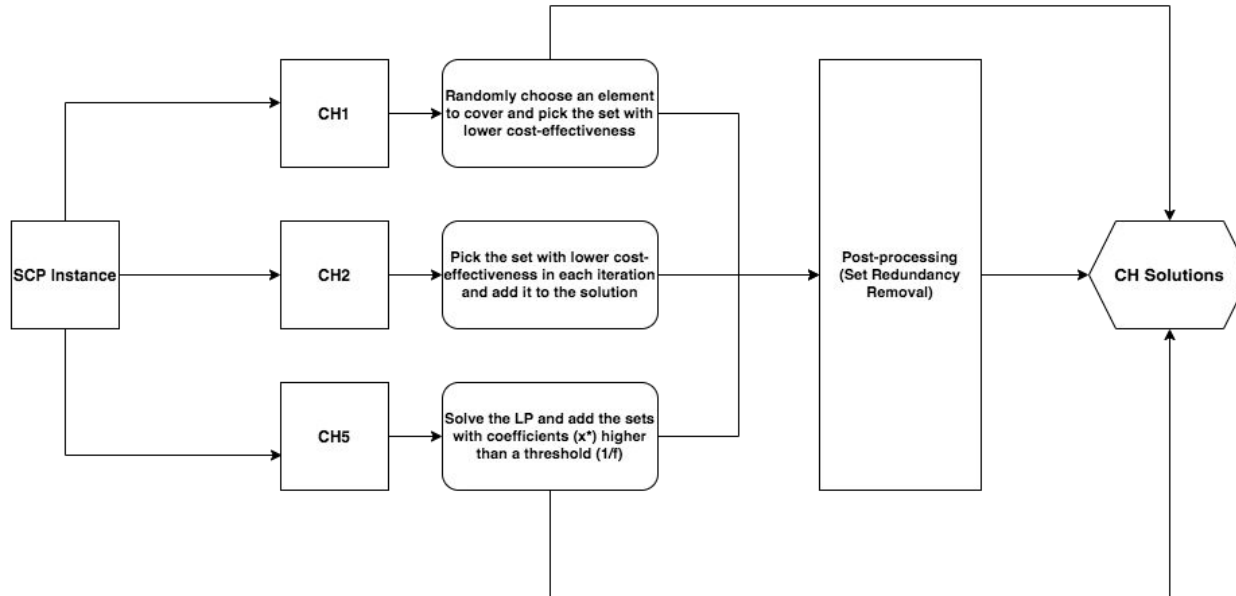 CH1
Randomly choose an element
to cover and pick the set with
lower cost-effectiveness
SCP Instance
CH2
Pick the set with lower cost-
effectiveness in each iteration
and add it to the solution
Post-processing
(Set Redundancy
Removal)
CH Solutions
CH5
Solve the LP and add the sets
with coefficients (x*) higher
than a threshold (1/f)